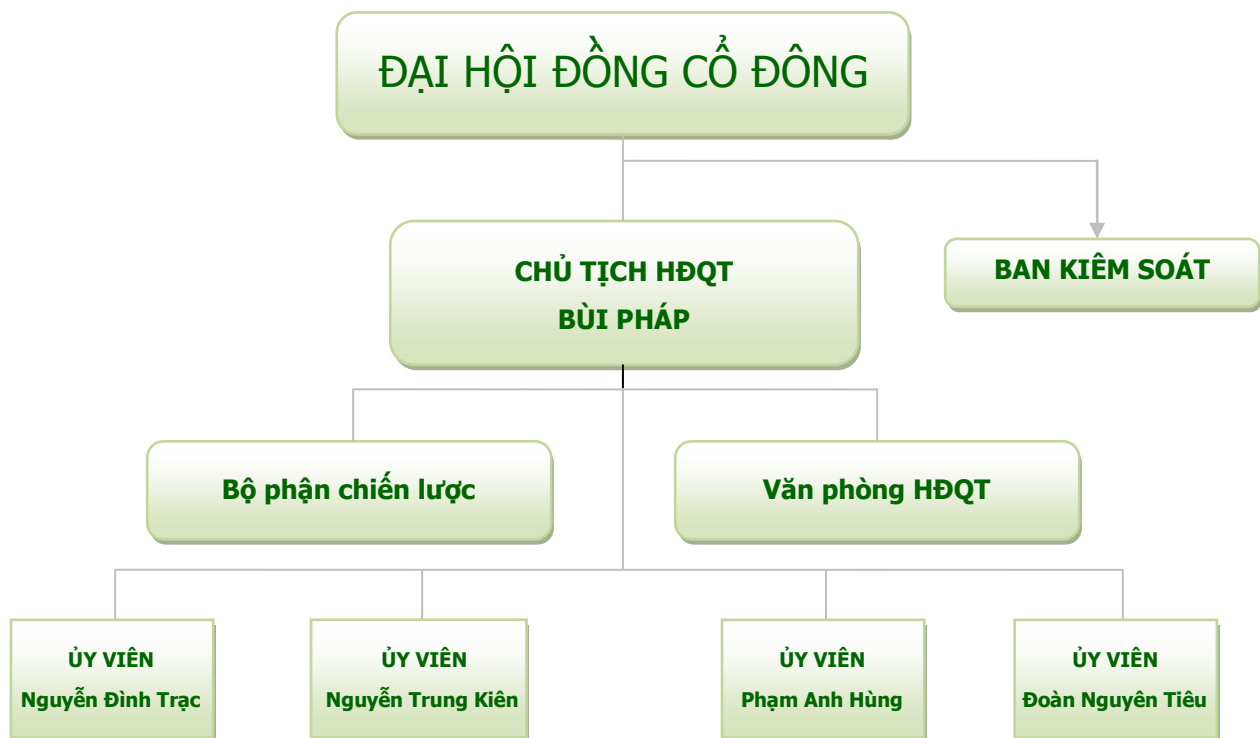 ĐẠI HỘI ĐỒNG CỔ ĐÔNG
CHỦ TỊCH HĐQT
BÙI PHÁP
BAN KIÊM SOÁT
Bộ phận chiến lược
Văn phòng HĐQT
ỦY VIÊN
Nguyễn Đình Trạc
ỦY VIÊN
Nguyễn Trung Kiên
ỦY VIÊN
Phạm Anh Hùng
ỦY VIÊN
Đoàn Nguyên Tiêu